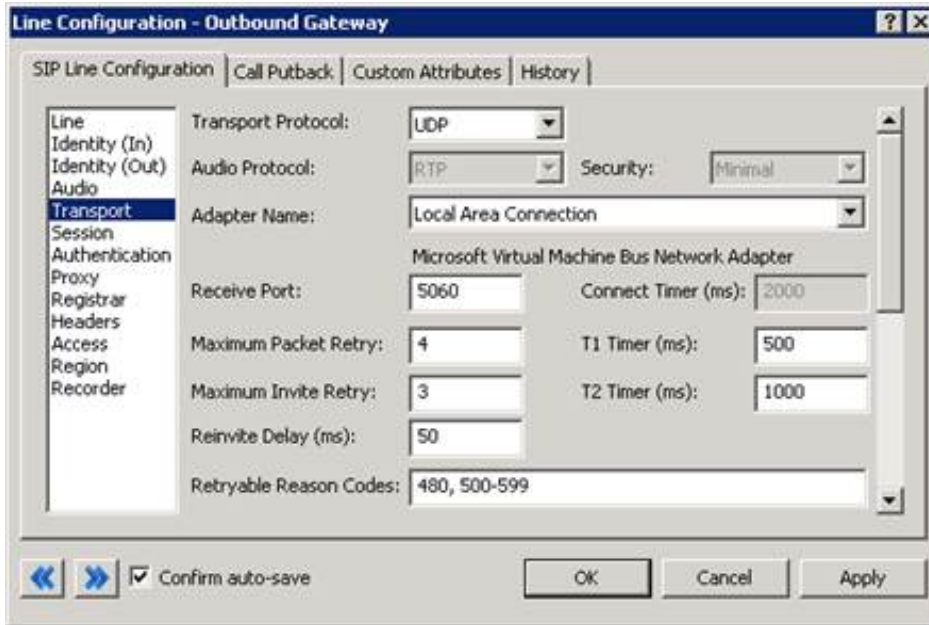 Line Configuration - Outbound Gateway
SIP Line Configuration
Call Putback
Custom Attributes
History
Line
Identity (In)
Identity (Out)
Audio
Transport
Session
Authentication
Proxy
Registrar
Headers
Access
Region
Recorder
Transport Protocol: UDP
Audio Protocol: RTP Security: Minimal
Adapter Name: Local Area Connection
Microsoft Virtual Machine Bus Network Adapter
Receive Port: 5060 Connect Timer (ms): 2000
Maximum Packet Retry: 4 T1 Timer (ms): 500
Maximum Invite Retry: 3 T2 Timer (ms): 1000
Reinvite Delay (ms): 50
Retryable Reason Codes: 480, 500-599
Confirm auto-save
OK
Cancel
Apply